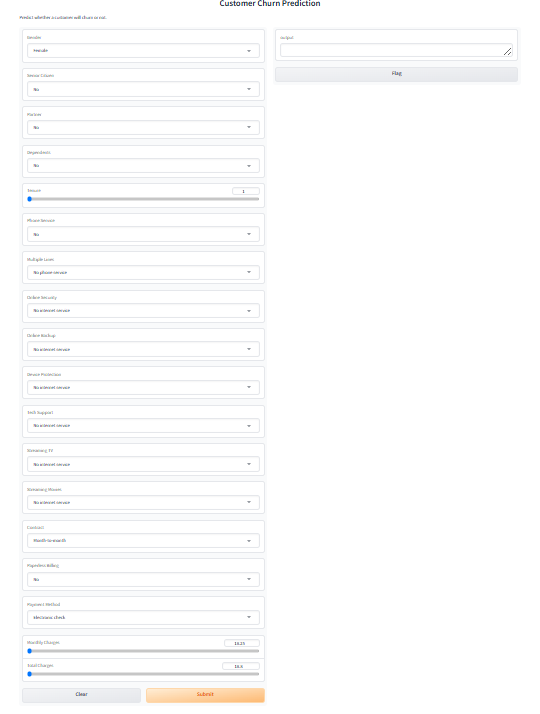 Customer Churn Prediction
Predict whether a customer will churn or not.
Gender
Female
Senior Citizen
No
Partner
No
Dependents
No
Tenure
1
Phone Service
No
Multiple Lines
No phone service
Online Security
No internet service
Online Backup
No internet service
Device Protection
No internet service
Tech Support
No internet service
Streaming TV
No internet service
Streaming Movies
No internet service
Contract
Month-to-month
Paperless Billing
No
Payment Method
Electronic check
Monthly Charges
18.25
Total Charges
18.8
Clear
Submit
output
Flag